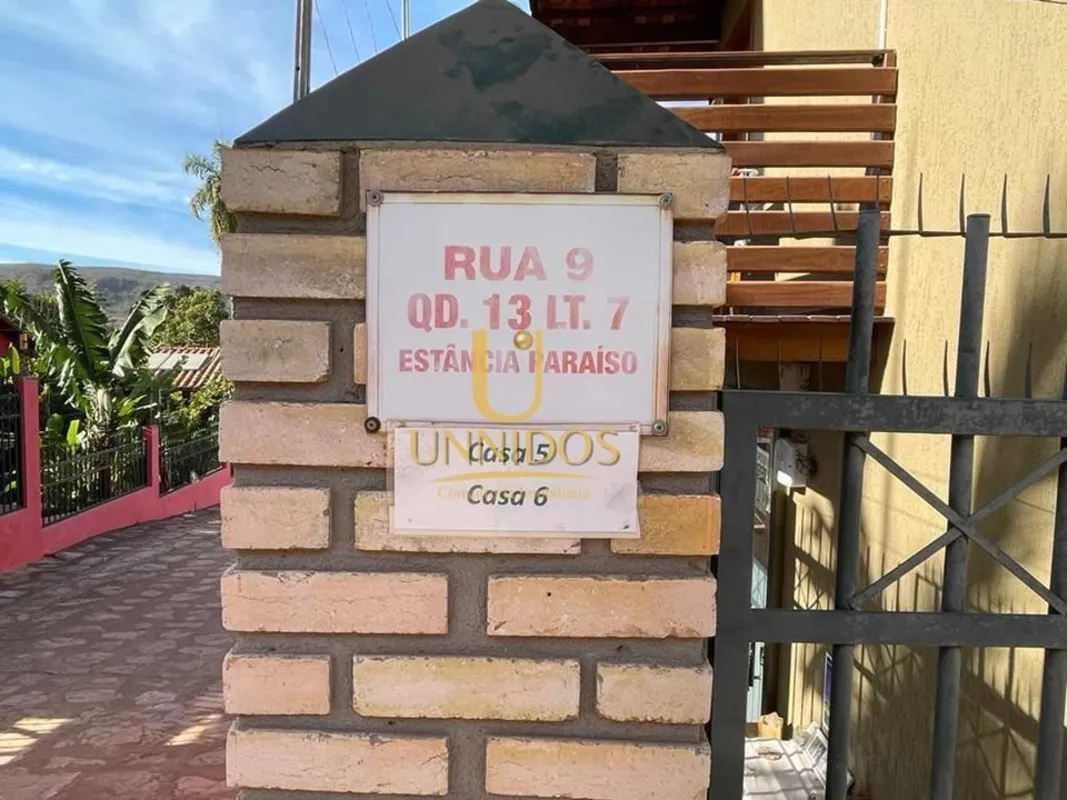 RUA 9
QD. 13 LT. 7
ESTÂNCIA PARAÍSO
Casa 5
UNNIDOS
Casa 6